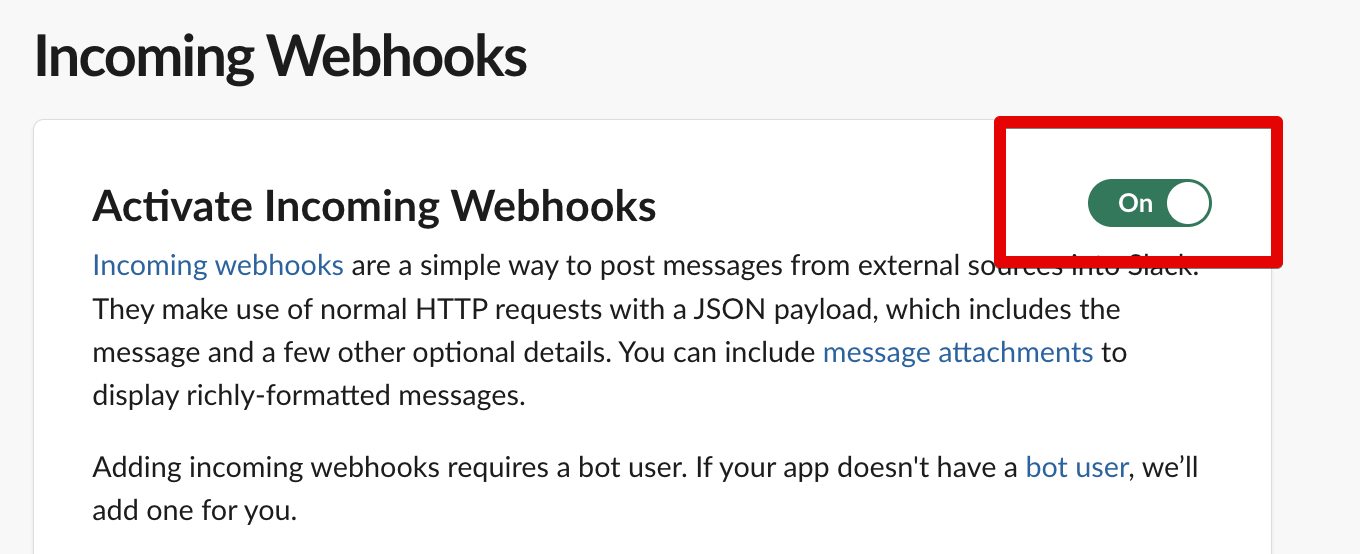 Incoming Webhooks
Activate Incoming Webhooks
On
Incoming webhooks are a simple way to post messages from external sources into Slack.
They make use of normal HTTP requests with a JSON payload, which includes the
message and a few other optional details. You can include message attachments to
display richly-formatted messages.
Adding incoming webhooks requires a bot user. If your app doesn't have a bot user, we’ll
add one for you.